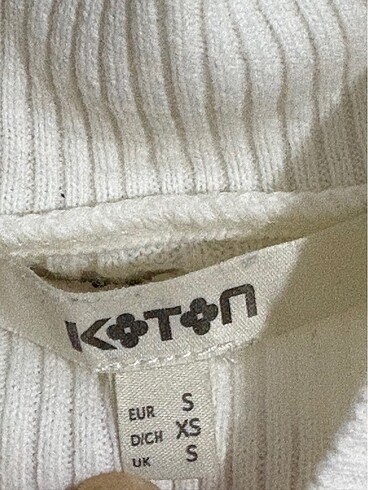 KOTON
EUR S
D/CH XS
UK S